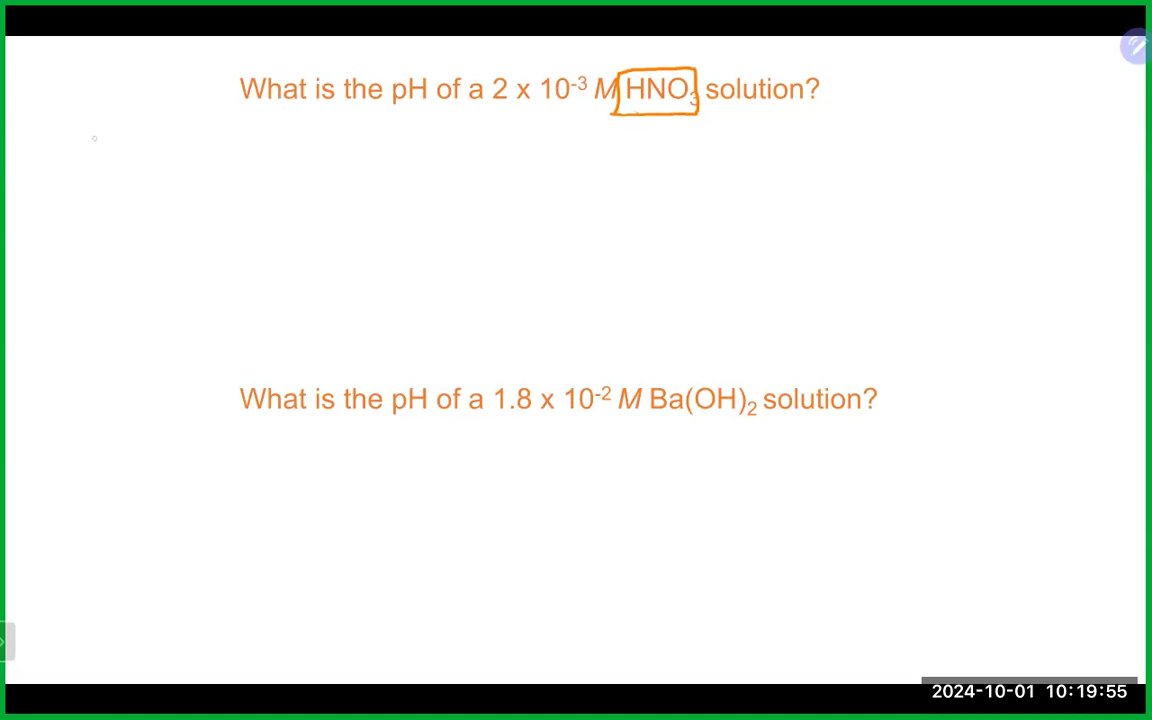 What is the pH of a 2 x 10⁻³ M HNO₃ solution?
What is the pH of a 1.8 x 10⁻² M Ba(OH)₂ solution?
2024-10-01 10:19:55